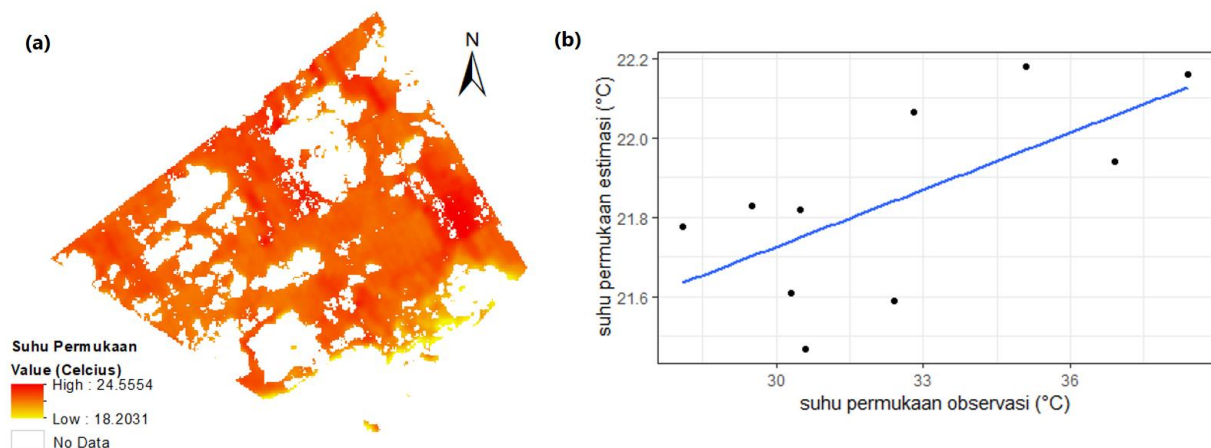 (a)
N
Suhu Permukaan
Value (Celcius)
High : 24.5554
Low : 18.2031
No Data
(b)
suhu permukaan estimasi (°C)
22.2
22.0
21.8
21.6
30 33 36
suhu permukaan observasi (°C)